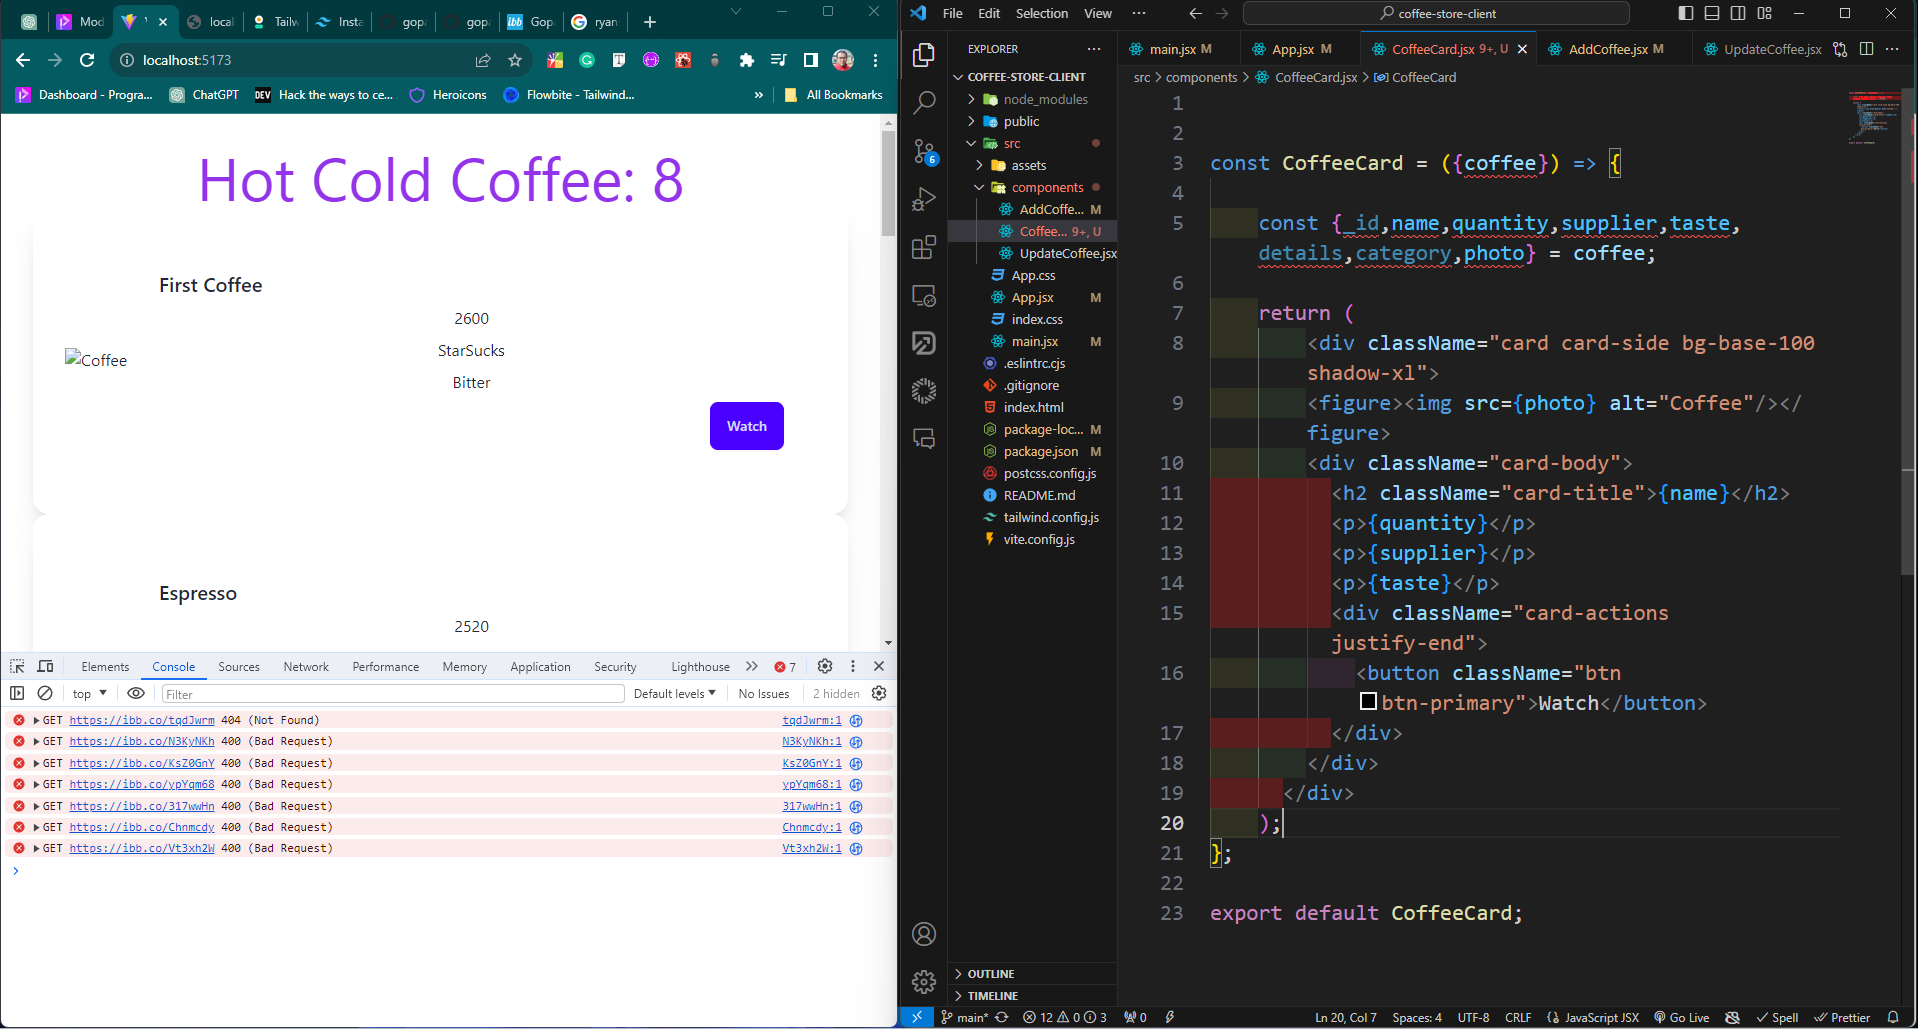 Mod
V
local
Tailw
Insta
gopa
gopa
ibb
Gopa
ryan
localhost:5173
Dashboard - Progra...
ChatGPT
DEV
Hack the ways to ce...
Heroicons
Flowbite - Tailwind...
»
All Bookmarks
Hot Cold Coffee: 8
First Coffee
2600
StarSucks
Bitter
Coffee
Watch
Espresso
2520
Elements Console Sources Network Performance Memory Application Security Lighthouse » 7
top Filter Default levels No Issues 2 hidden
GET https://ibb.co/tqdJwrm 404 (Not Found) tqdJwrm:1
GET https://ibb.co/N3KyNKh 400 (Bad Request) N3KyNKh:1
GET https://ibb.co/KsZ0GnY 400 (Bad Request) KsZ0GnY:1
GET https://ibb.co/ypYqm68 400 (Bad Request) ypYqm68:1
GET https://ibb.co/317wwHn 400 (Bad Request) 317wwHn:1
GET https://ibb.co/Chnmcdy 400 (Bad Request) Chnmcdy:1
GET https://ibb.co/Vt3xh2W 400 (Bad Request) Vt3xh2W:1
File Edit Selection View ... coffee-store-client
EXPLORER ...
COFFEE-STORE-CLIENT
node_modules
public
src
assets
components
AddCoffe... M
Coffee... 9+, U
UpdateCoffee.jsx
App.css
App.jsx M
index.css
main.jsx M
.eslintrc.cjs
.gitignore
index.html
package-loc... M
package.json M
postcss.config.js
README.md
tailwind.config.js
vite.config.js
OUTLINE
TIMELINE
6
main.jsx M App.jsx M CoffeeCard.jsx 9+, U AddCoffee.jsx M UpdateCoffee.jsx ...
src > components > CoffeeCard.jsx > CoffeeCard
1
2
3 const CoffeeCard = ({coffee}) => {
4
5 const {_id,name,quantity,supplier,taste,
details,category,photo} = coffee;
6
7 return (
8 <div className="card card-side bg-base-100
shadow-xl">
9 <figure><img src={photo} alt="Coffee"/></
figure>
10 <div className="card-body">
11 <h2 className="card-title">{name}</h2>
12 <p>{quantity}</p>
13 <p>{supplier}</p>
14 <p>{taste}</p>
15 <div className="card-actions
justify-end">
16 <button className="btn
btn-primary">Watch</button>
17 </div>
18 </div>
19 </div>
20 );
21 };
22
23 export default CoffeeCard;
main* 12 0 3 0 Ln 20, Col 7 Spaces: 4 UTF-8 CRLF JavaScript JSX Go Live Spell Prettier